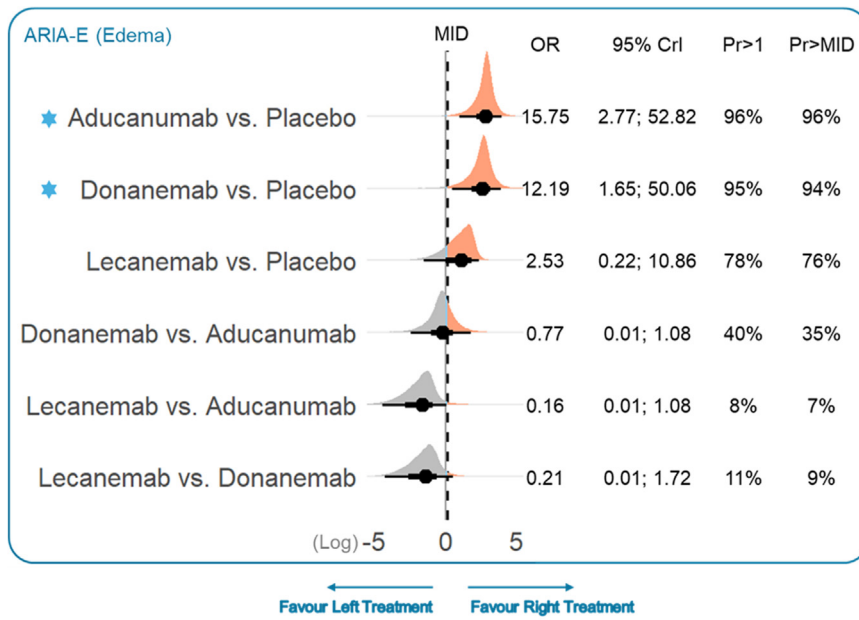 ARIA-E (Edema)
MID OR 95% CrI Pr>1 Pr>MID
Aducanumab vs. Placebo 15.75 2.77; 52.82 96% 96%
Donanemab vs. Placebo 12.19 1.65; 50.06 95% 94%
Lecanemab vs. Placebo 2.53 0.22; 10.86 78% 76%
Donanemab vs. Aducanumab 0.77 0.01; 1.08 40% 35%
Lecanemab vs. Aducanumab 0.16 0.01; 1.08 8% 7%
Lecanemab vs. Donanemab 0.21 0.01; 1.72 11% 9%
(Log) -5 0 5
Favour Left Treatment Favour Right Treatment